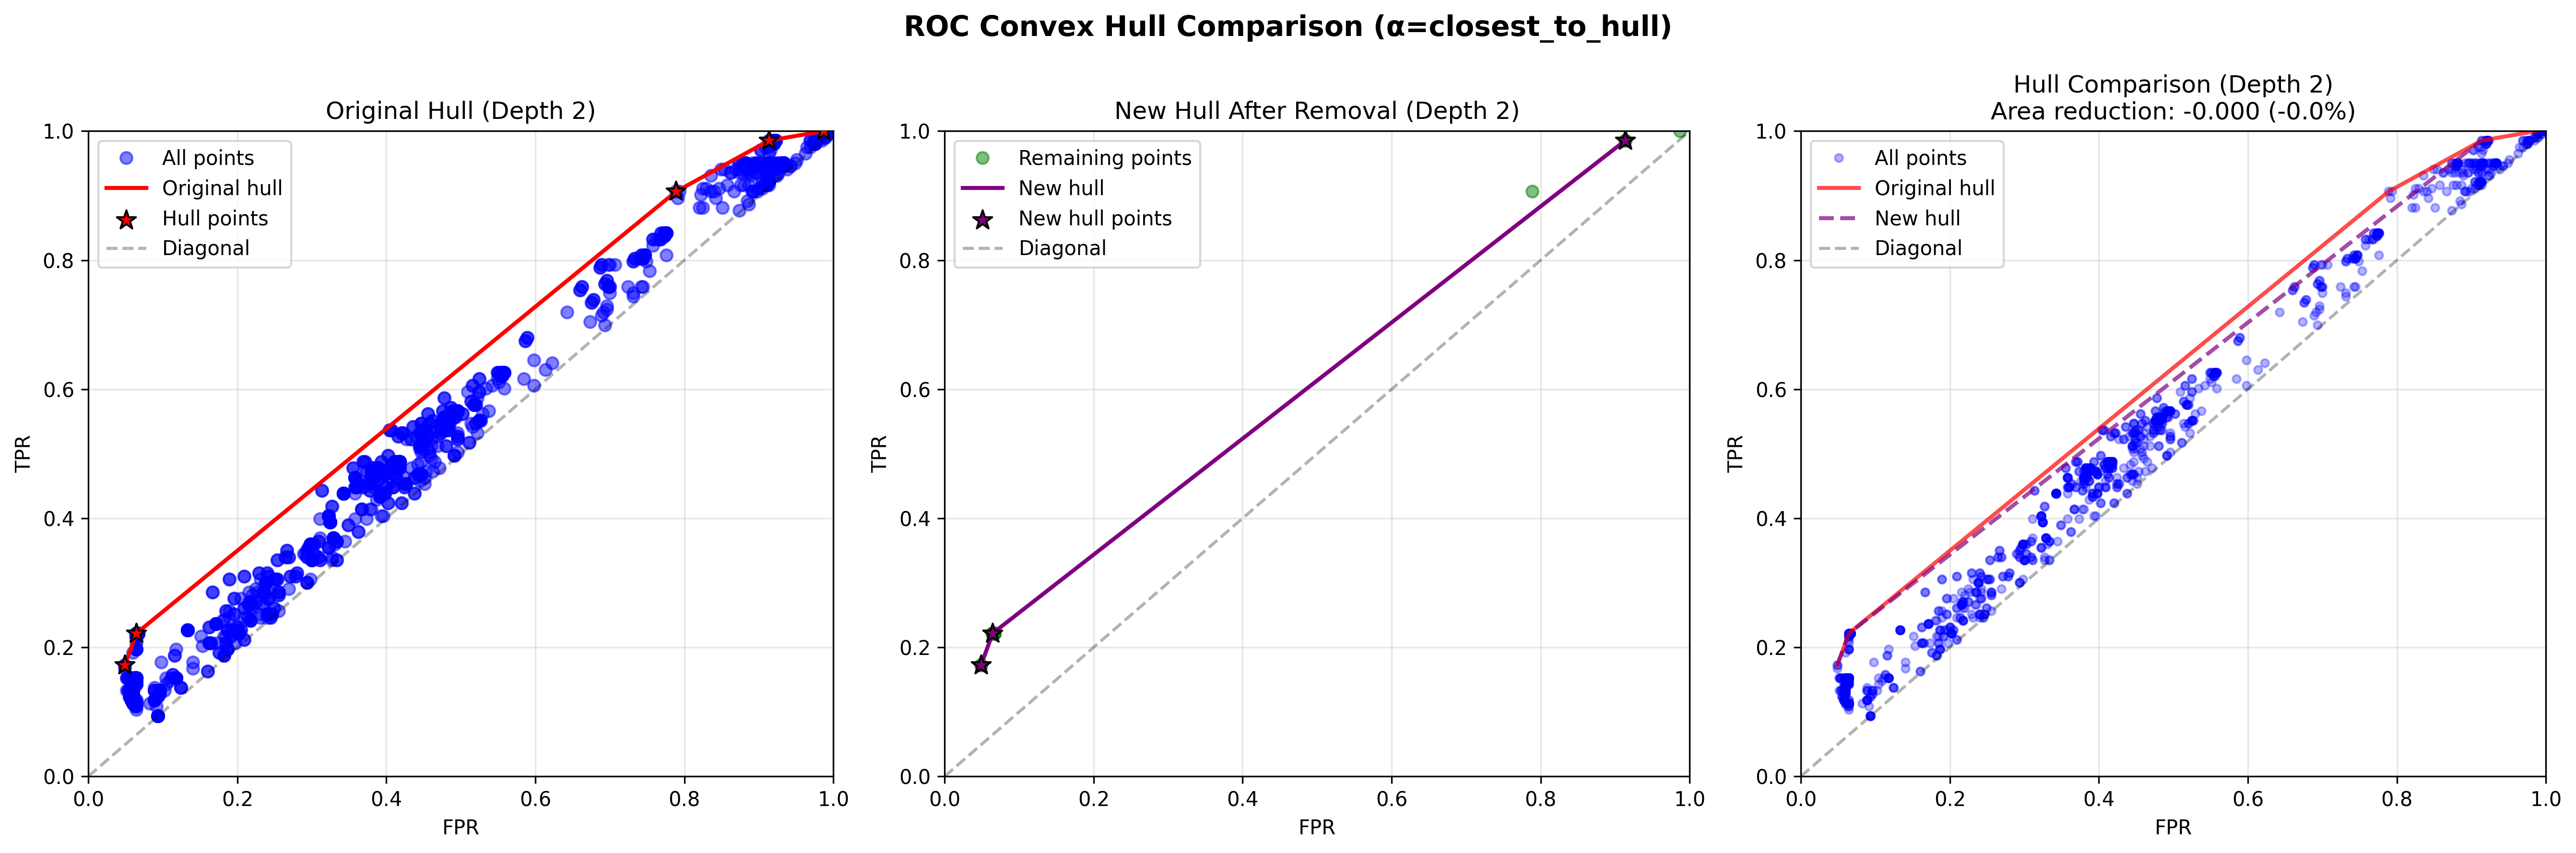 ROC Convex Hull Comparison (α=closest_to_hull)
Original Hull (Depth 2)
All points
Original hull
Hull points
Diagonal
TPR
1.0
0.8
0.6
0.4
0.2
0.0
0.0 0.2 0.4 0.6 0.8 1.0
FPR
New Hull After Removal (Depth 2)
Remaining points
New hull
New hull points
Diagonal
TPR
1.0
0.8
0.6
0.4
0.2
0.0
0.0 0.2 0.4 0.6 0.8 1.0
FPR
Hull Comparison (Depth 2)
Area reduction: -0.000 (-0.0%)
All points
Original hull
New hull
Diagonal
TPR
1.0
0.8
0.6
0.4
0.2
0.0
0.0 0.2 0.4 0.6 0.8 1.0
FPR